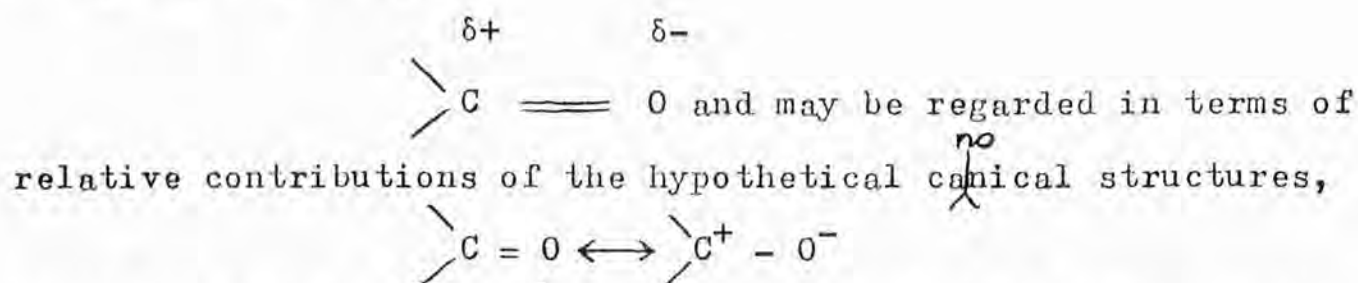 δ+ δ−
C = O and may be regarded in terms of
no
relative contributions of the hypothetical canical structures,
C = O ⟷ C⁺ − O⁻